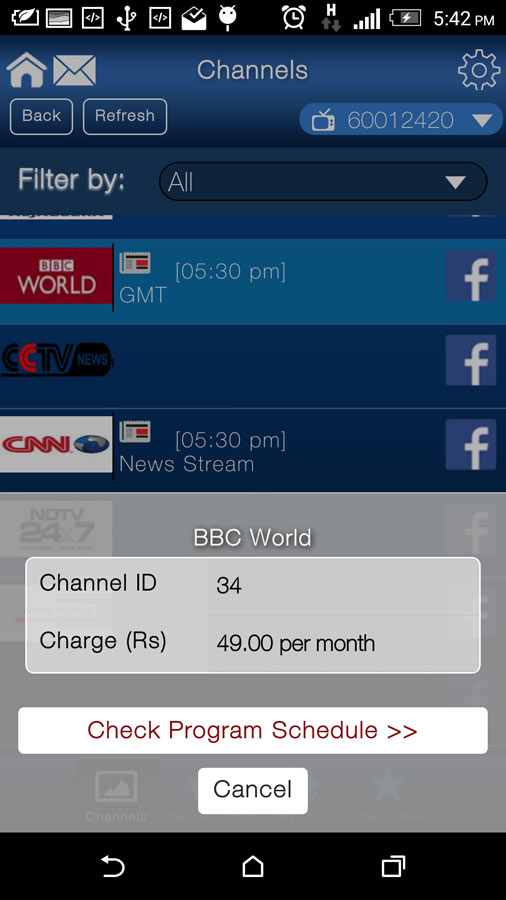 H
5:42 PM
Channels
Back
Refresh
60012420
Filter by:
All
BBC
WORLD
[05:30 pm]
GMT
CCTV NEWS
CNN
[05:30 pm]
News Stream
NDTV
24x7
BBC World
Channel ID
34
Charge (Rs)
49.00 per month
Check Program Schedule >>
Cancel
Channels
Channel Packs
What's New